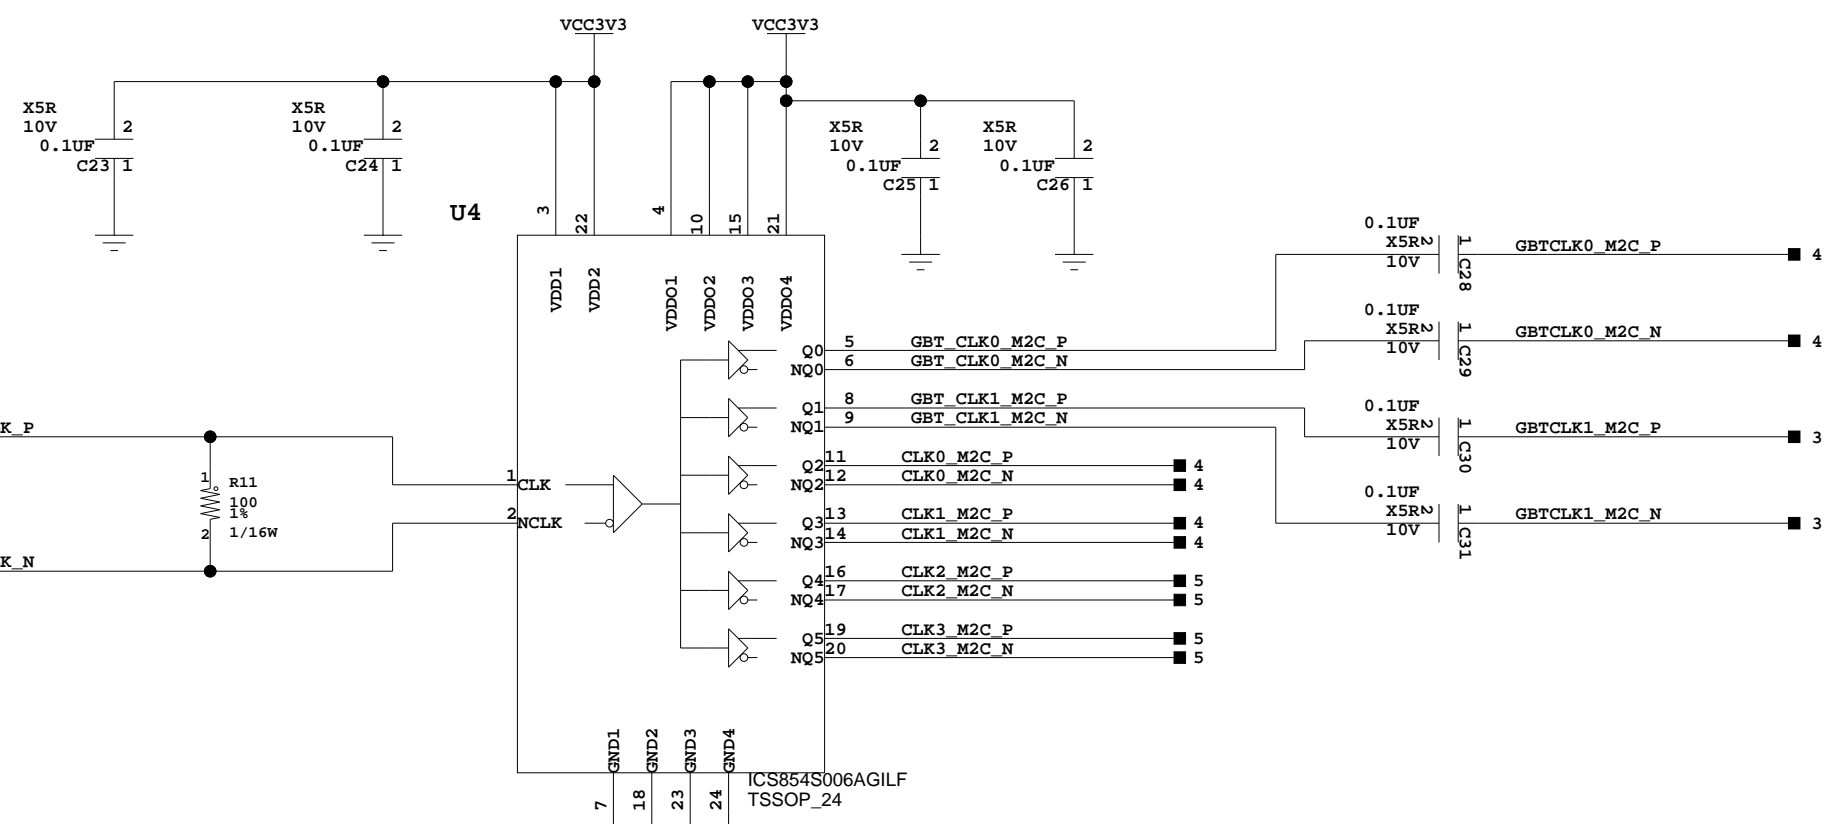 VCC3V3
VCC3V3
X5R
10V
0.1UF
C23
2
1
X5R
10V
0.1UF
C24
2
1
X5R
10V
0.1UF
C25
2
1
X5R
10V
0.1UF
C26
2
1
U4
3
22
4
10
15
21
VDD1
VDD2
VDDO1
VDDO2
VDDO3
VDDO4
K_P
K_N
1
R11
100
1%
1/16W
2
1
CLK
2
NCLK
Q0 5 GBT_CLK0_M2C_P
NQ0 6 GBT_CLK0_M2C_N
Q1 8 GBT_CLK1_M2C_P
NQ1 9 GBT_CLK1_M2C_N
Q2 11 CLK0_M2C_P 4
NQ2 12 CLK0_M2C_N 4
Q3 13 CLK1_M2C_P 4
NQ3 14 CLK1_M2C_N 4
Q4 16 CLK2_M2C_P 5
NQ4 17 CLK2_M2C_N 5
Q5 19 CLK3_M2C_P 5
NQ5 20 CLK3_M2C_N 5
0.1UF
X5R 2 1
10V C28
GBTCLK0_M2C_P 4
0.1UF
X5R 2 1
10V C29
GBTCLK0_M2C_N 4
0.1UF
X5R 2 1
10V C30
GBTCLK1_M2C_P 3
0.1UF
X5R 2 1
10V C31
GBTCLK1_M2C_N 3
GND1
GND2
GND3
GND4
7
18
23
24
ICS854S006AGILF
TSSOP_24